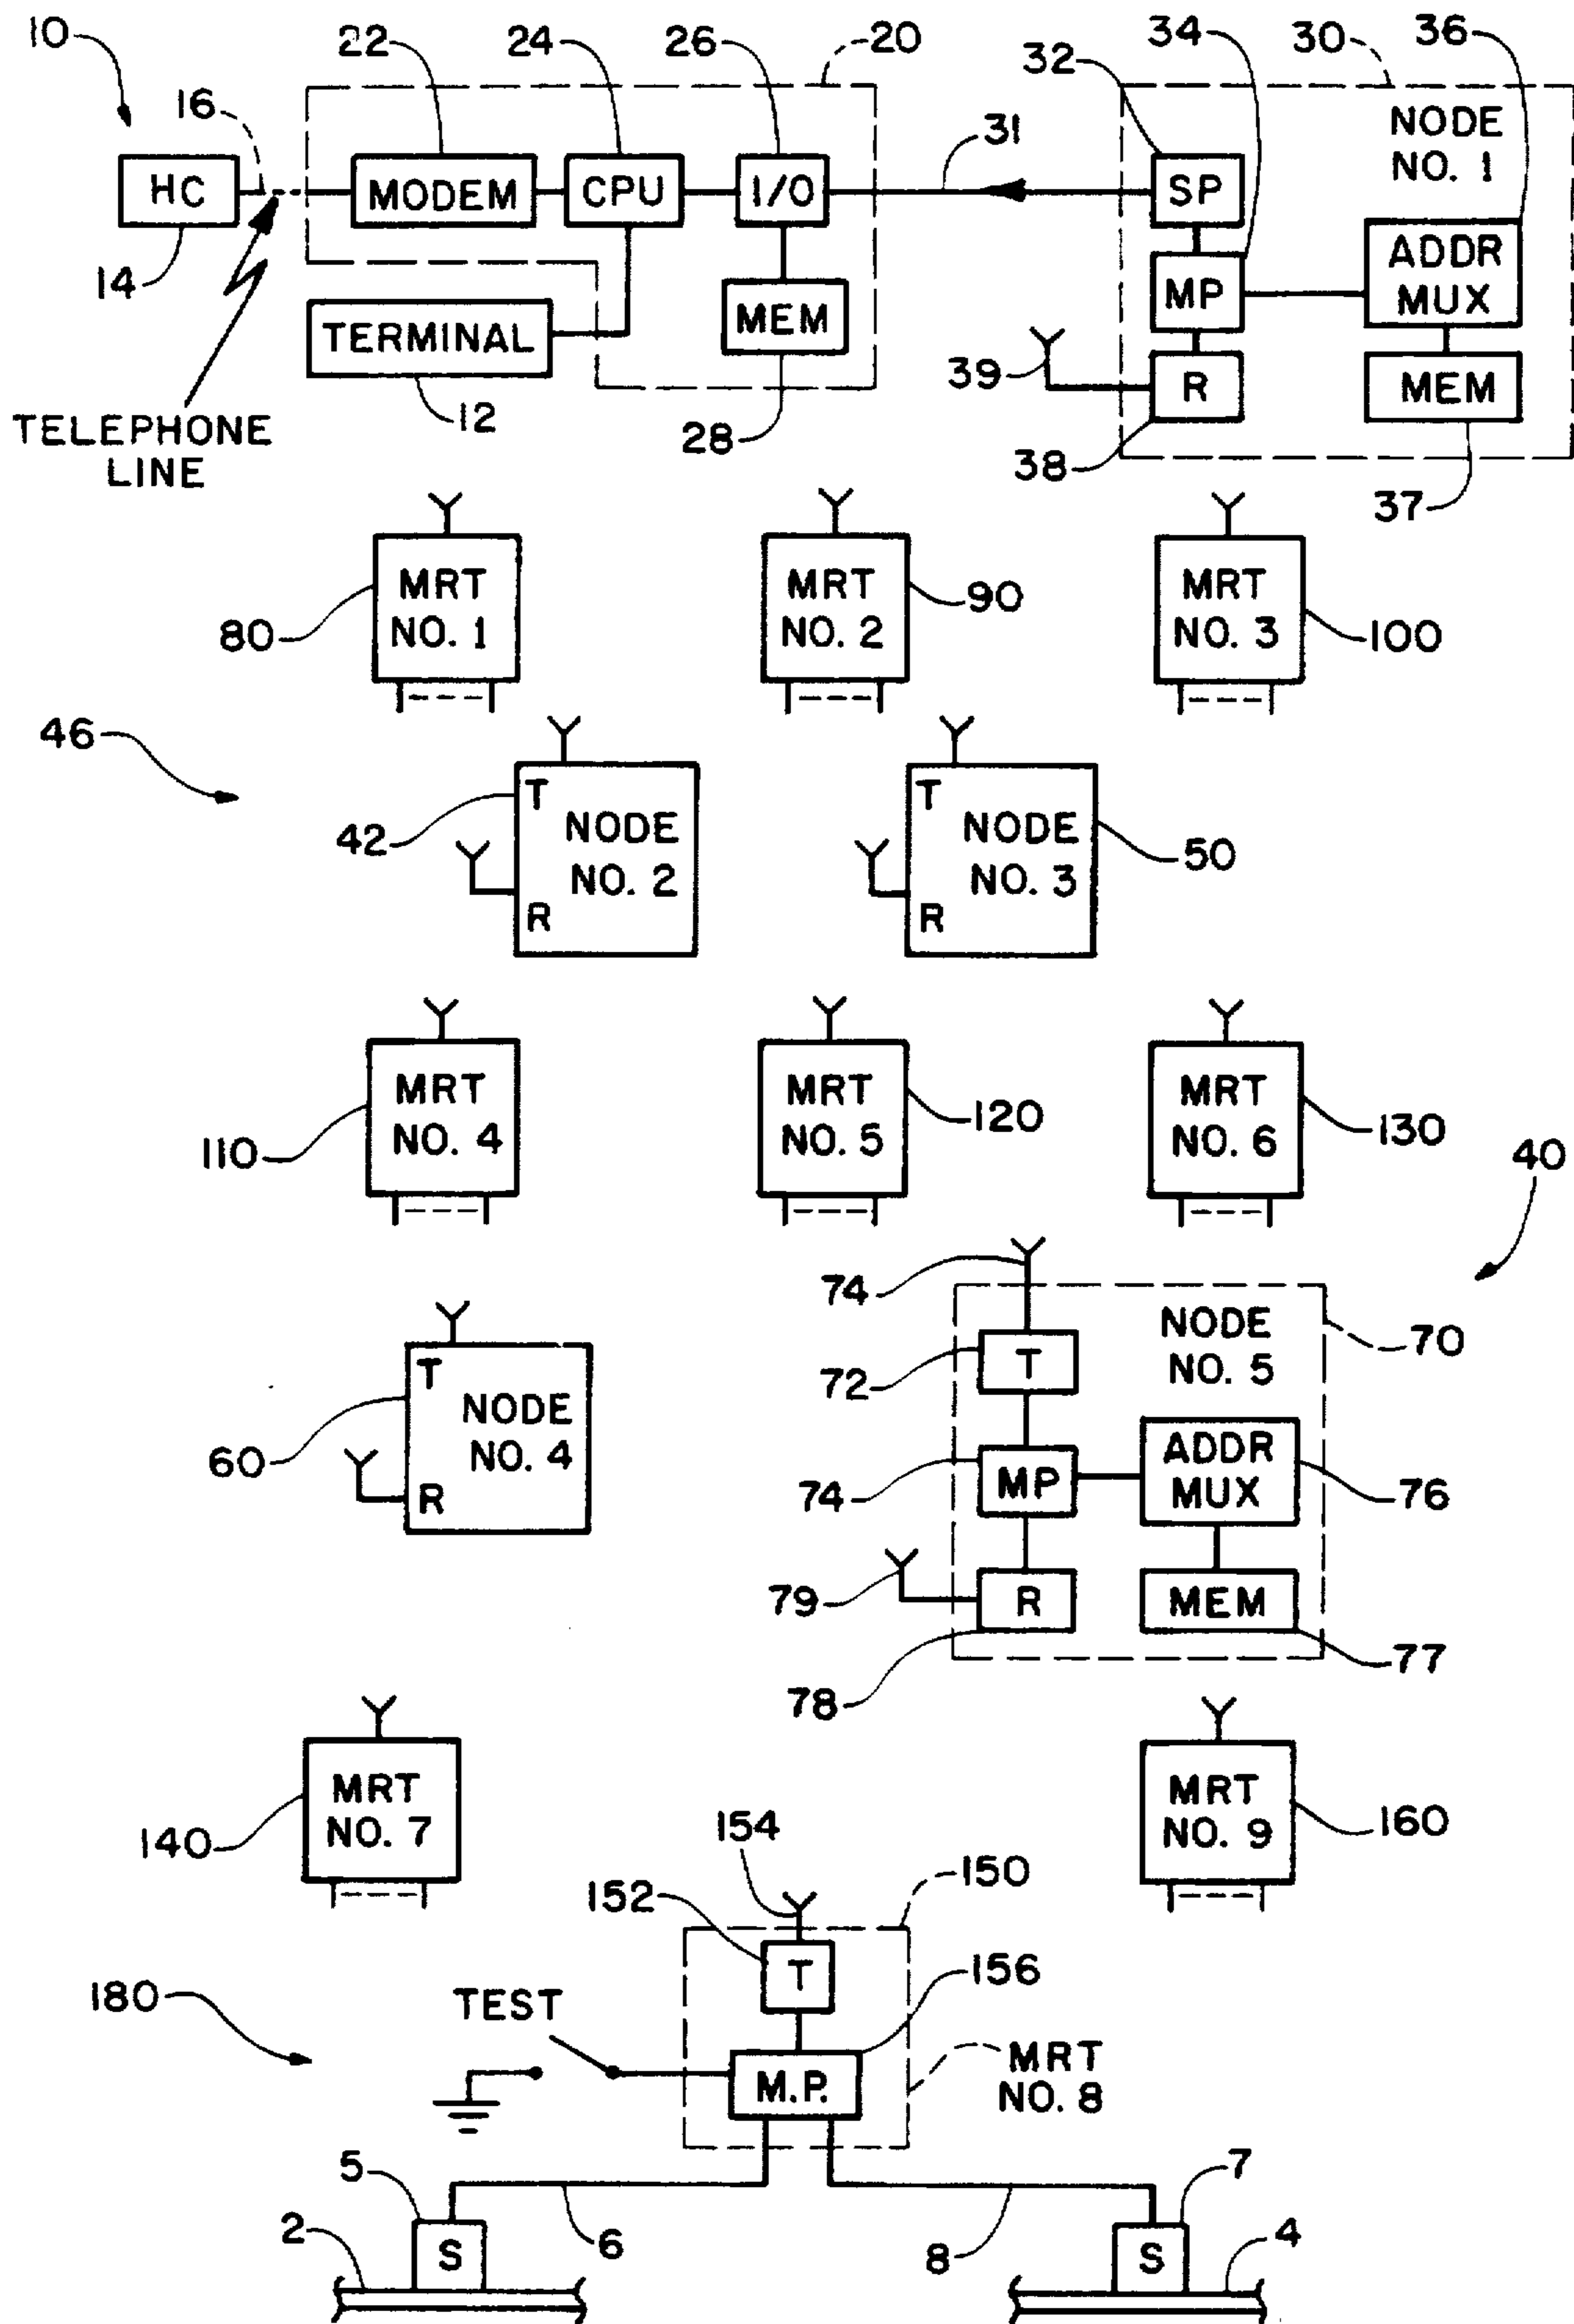 10
22
24
26
20
32
34
30
36
16
31
NODE
NO. 1
HC
MODEM
CPU
I/O
SP
ADDR
MUX
14
MP
TERMINAL
MEM
39
R
MEM
TELEPHONE
LINE
12
28
38
37
MRT
NO. 1
80
MRT
NO. 2
90
MRT
NO. 3
100
46
T
NODE
NO. 2
R
42
T
NODE
NO. 3
R
50
MRT
NO. 4
110
MRT
NO. 5
120
MRT
NO. 6
130
40
74
NODE
NO. 5
70
72
T
T
NODE
NO. 4
R
60
74
MP
ADDR
MUX
76
79
R
MEM
77
78
MRT
NO. 7
140
MRT
NO. 9
160
154
150
152
T
156
180
TEST
M.P.
MRT
NO. 8
5
7
2
S
6
8
S
4